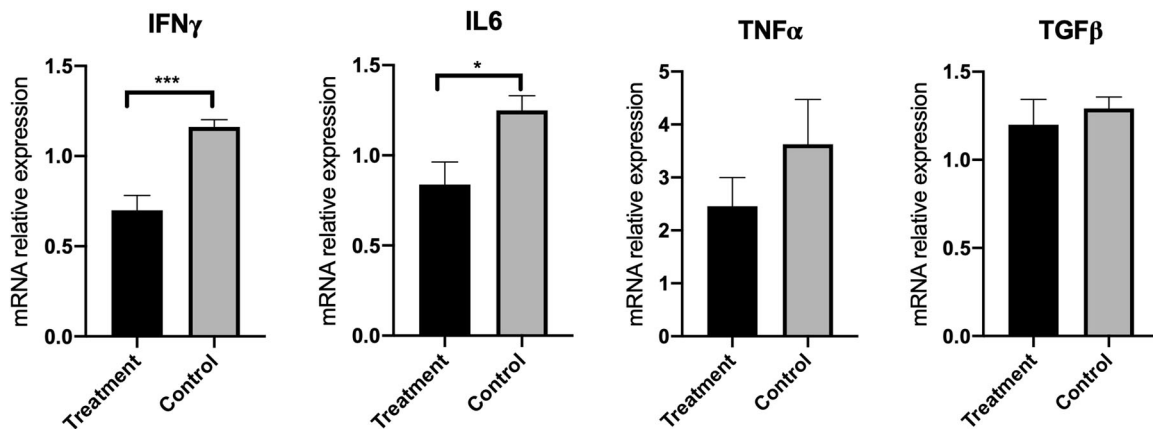 IFNγ
mRNA relative expression
1.5
1.0
0.5
0.0
***
Treatment
Control
IL6
mRNA relative expression
1.5
1.0
0.5
0.0
*
Treatment
Control
TNFα
mRNA relative expression
5
4
3
2
1
0
Treatment
Control
TGFβ
mRNA relative expression
1.5
1.0
0.5
0.0
Treatment
Control